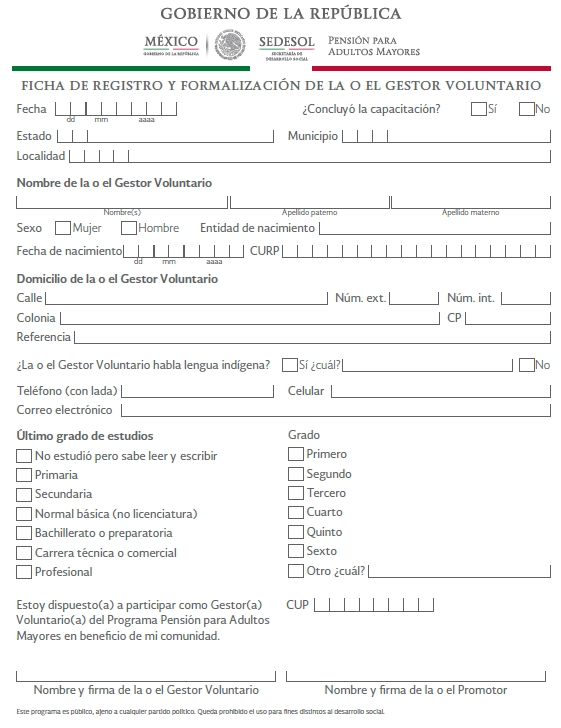 GOBIERNO DE LA REPÚBLICA
MÉXICO
GOBIERNO DE LA REPÚBLICA
SEDESOL
SECRETARÍA DE
DESARROLLO SOCIAL
PENSIÓN PARA
ADULTOS MAYORES
FICHA DE REGISTRO Y FORMALIZACIÓN DE LA O EL GESTOR VOLUNTARIO
Fecha ¿Concluyó la capacitación? Sí No
dd mm aaaa
Estado Municipio
Localidad
Nombre de la o el Gestor Voluntario
Nombre(s) Apellido paterno Apellido materno
Sexo Mujer Hombre Entidad de nacimiento
Fecha de nacimiento CURP
dd mm aaaa
Domicilio de la o el Gestor Voluntario
Calle Núm. ext. Núm. int.
Colonia CP
Referencia
¿La o el Gestor Voluntario habla lengua indígena? Sí ¿cuál? No
Teléfono (con lada) Celular
Correo electrónico
Último grado de estudios
No estudió pero sabe leer y escribir
Primaria
Secundaria
Normal básica (no licenciatura)
Bachillerato o preparatoria
Carrera técnica o comercial
Profesional
Grado
Primero
Segundo
Tercero
Cuarto
Quinto
Sexto
Otro ¿cuál?
Estoy dispuesto(a) a participar como Gestor(a)
Voluntario(a) del Programa Pensión para Adultos
Mayores en beneficio de mi comunidad.
CUP
Nombre y firma de la o el Gestor Voluntario Nombre y firma de la o el Promotor
Este programa es público, ajeno a cualquier partido político. Queda prohibido el uso para fines distintos al desarrollo social.